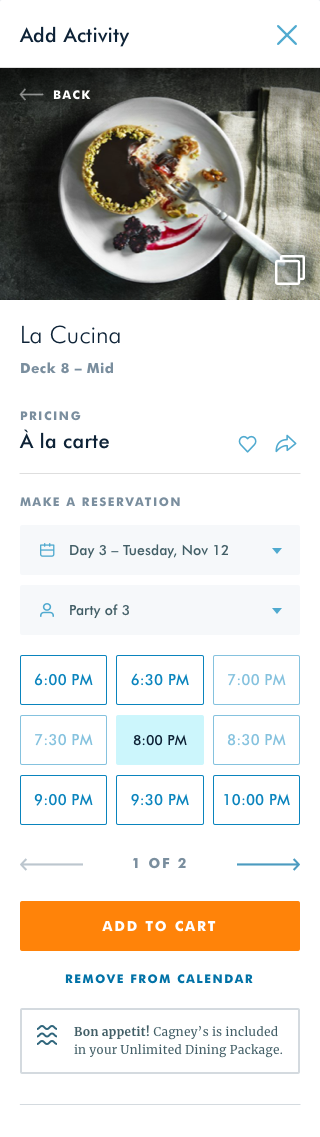 Add Activity
BACK
La Cucina
Deck 8 – Mid
PRICING
À la carte
MAKE A RESERVATION
Day 3 – Tuesday, Nov 12
Party of 3
6:00 PM 6:30 PM 7:00 PM
7:30 PM 8:00 PM 8:30 PM
9:00 PM 9:30 PM 10:00 PM
1 OF 2
ADD TO CART
REMOVE FROM CALENDAR
Bon appetit! Cagney’s is included
in your Unlimited Dining Package.